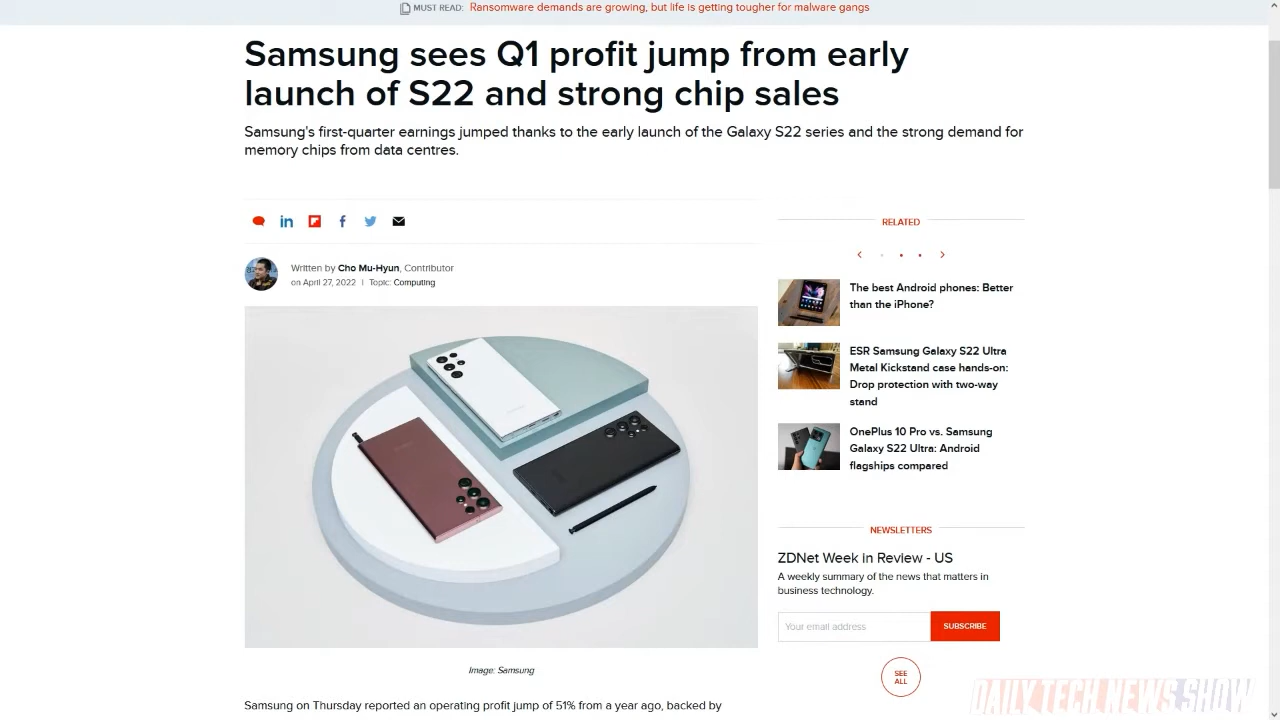 MUST READ: Ransomware demands are growing, but life is getting tougher for malware gangs
Samsung sees Q1 profit jump from early
launch of S22 and strong chip sales
Samsung's first-quarter earnings jumped thanks to the early launch of the Galaxy S22 series and the strong demand for
memory chips from data centres.
Written by Cho Mu-Hyun, Contributor
on April 27, 2022 | Topic: Computing
Image: Samsung
Samsung on Thursday reported an operating profit jump of 51% from a year ago, backed by
RELATED
The best Android phones: Better
than the iPhone?
ESR Samsung Galaxy S22 Ultra
Metal Kickstand case hands-on:
Drop protection with two-way
stand
OnePlus 10 Pro vs. Samsung
Galaxy S22 Ultra: Android
flagships compared
NEWSLETTERS
ZDNet Week in Review - US
A weekly summary of the news that matters in
business technology.
Your email address
SUBSCRIBE
SEE
ALL
DAILY TECH NEWS SHOW